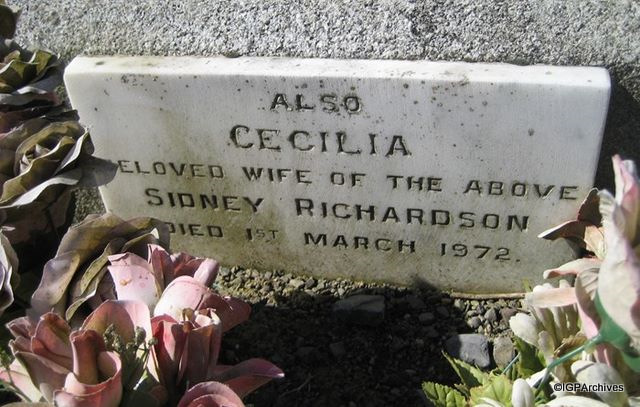 ALSO
CECILIA
ELOVED WIFE OF THE ABOVE
SIDNEY RICHARDSON
DIED 1ST MARCH 1972.
©IGPArchives